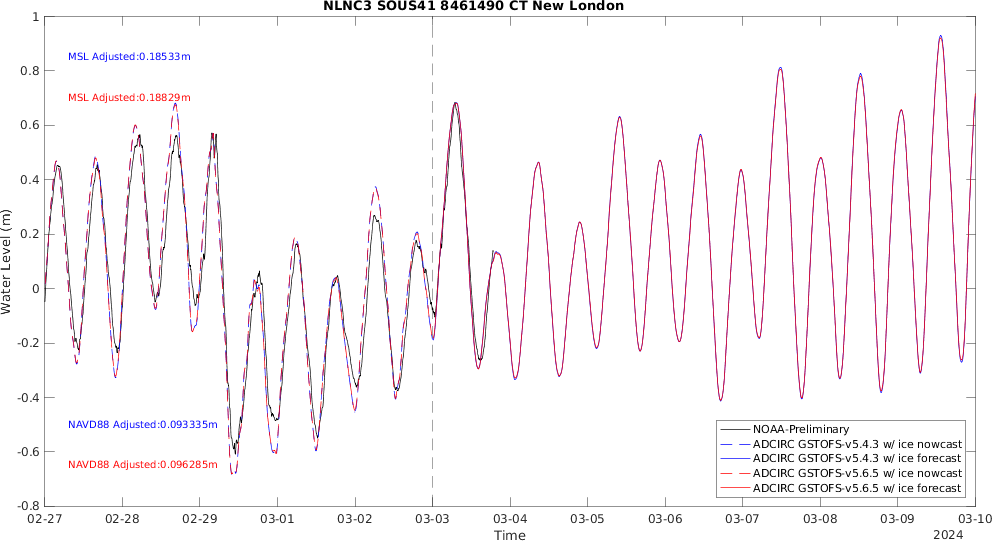 NLNC3 SOUS41 8461490 CT New London
MSL Adjusted:0.18533m
MSL Adjusted:0.18829m
NAVD88 Adjusted:0.093335m
NAVD88 Adjusted:0.096285m
Water Level (m)
1
0.8
0.6
0.4
0.2
0
-0.2
-0.4
-0.6
-0.8
NOAA-Preliminary
ADCIRC GSTOFS-v5.4.3 w/ ice nowcast
ADCIRC GSTOFS-v5.4.3 w/ ice forecast
ADCIRC GSTOFS-v5.6.5 w/ ice nowcast
ADCIRC GSTOFS-v5.6.5 w/ ice forecast
02-27 02-28 02-29 03-01 03-02 03-03 03-04 03-05 03-06 03-07 03-08 03-09 03-10
Time
2024